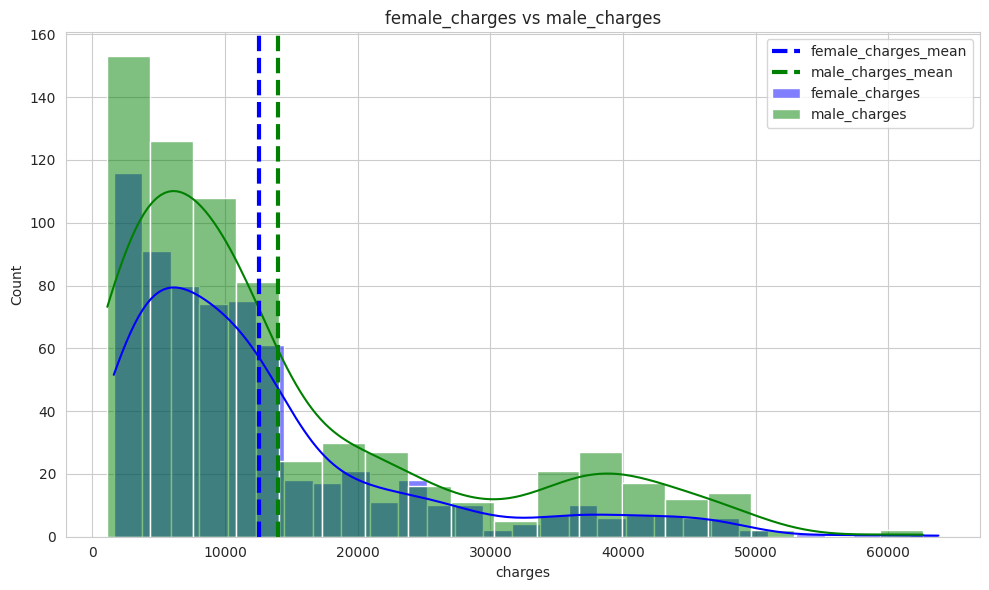 female_charges vs male_charges
female_charges_mean
male_charges_mean
female_charges
male_charges
160
140
120
100
80
60
40
20
0
Count
0
10000
20000
30000
40000
50000
60000
charges